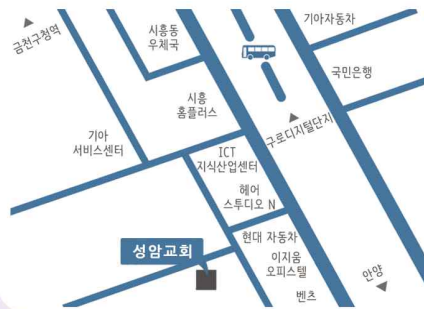 금천구청역
시흥동
우체국
기아자동차
국민은행
시흥
홈플러스
구로디지털단지
기아
서비스센터
ICT
지식산업센터
헤어
스투디오 N
현대 자동차
성암교회
이지움
오피스텔
안양
벤츠